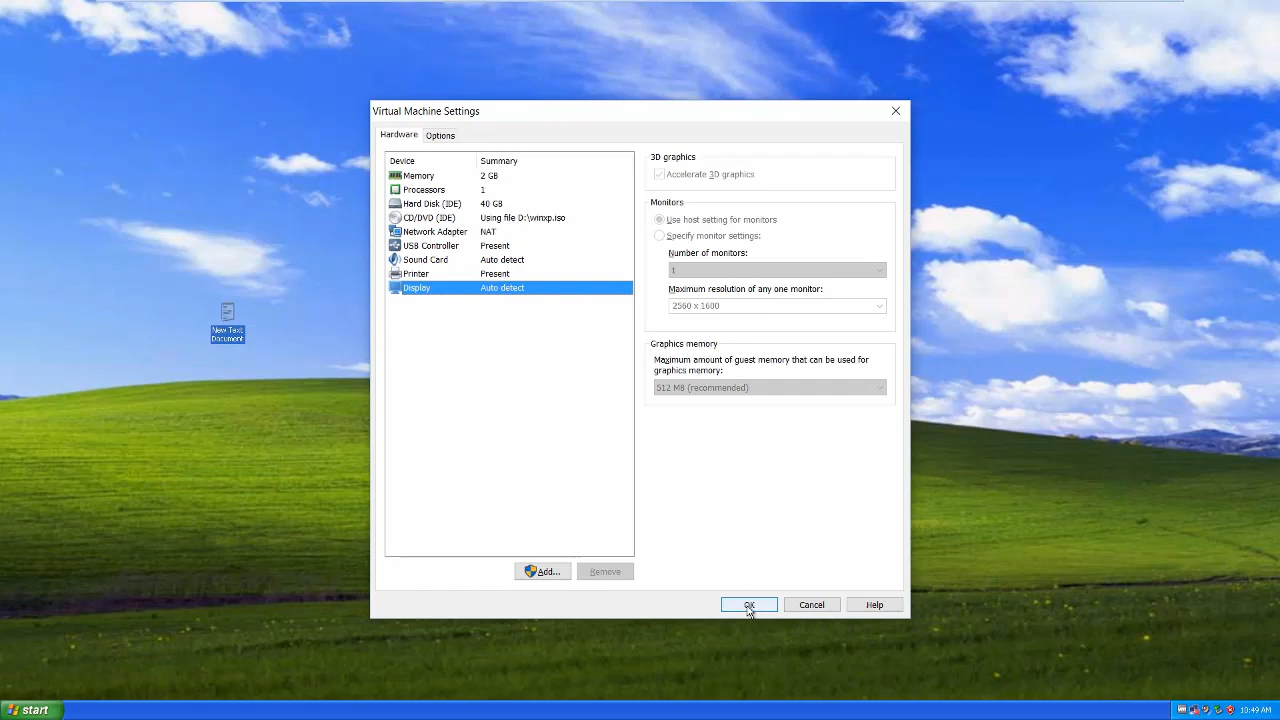 Virtual Machine Settings
Hardware Options
Device Summary
Memory 2 GB
Processors 1
Hard Disk (IDE) 40 GB
CD/DVD (IDE) Using file D:\winxp.iso
Network Adapter NAT
USB Controller Present
Sound Card Auto detect
Printer Present
Display Auto detect
Add... Remove
3D graphics
Accelerate 3D graphics
Monitors
Use host setting for monitors
Specify monitor settings:
Number of monitors:
1
Maximum resolution of any one monitor:
2560 x 1600
Graphics memory
Maximum amount of guest memory that can be used for
graphics memory:
512 MB (recommended)
OK Cancel Help
New Text
Document
start 10:49 AM